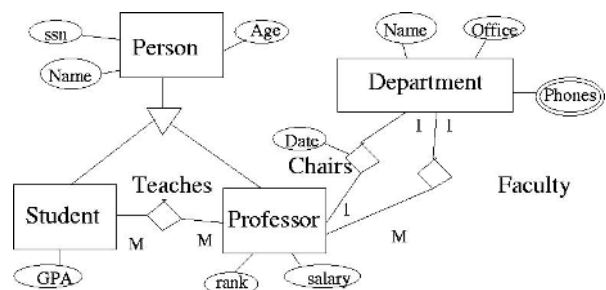 ssn
Person
Age
Name
Name
Office
Department
Phones
Date
1
1
Chairs
Teaches
Faculty
Student
Professor
1
M
M
M
GPA
rank
salary